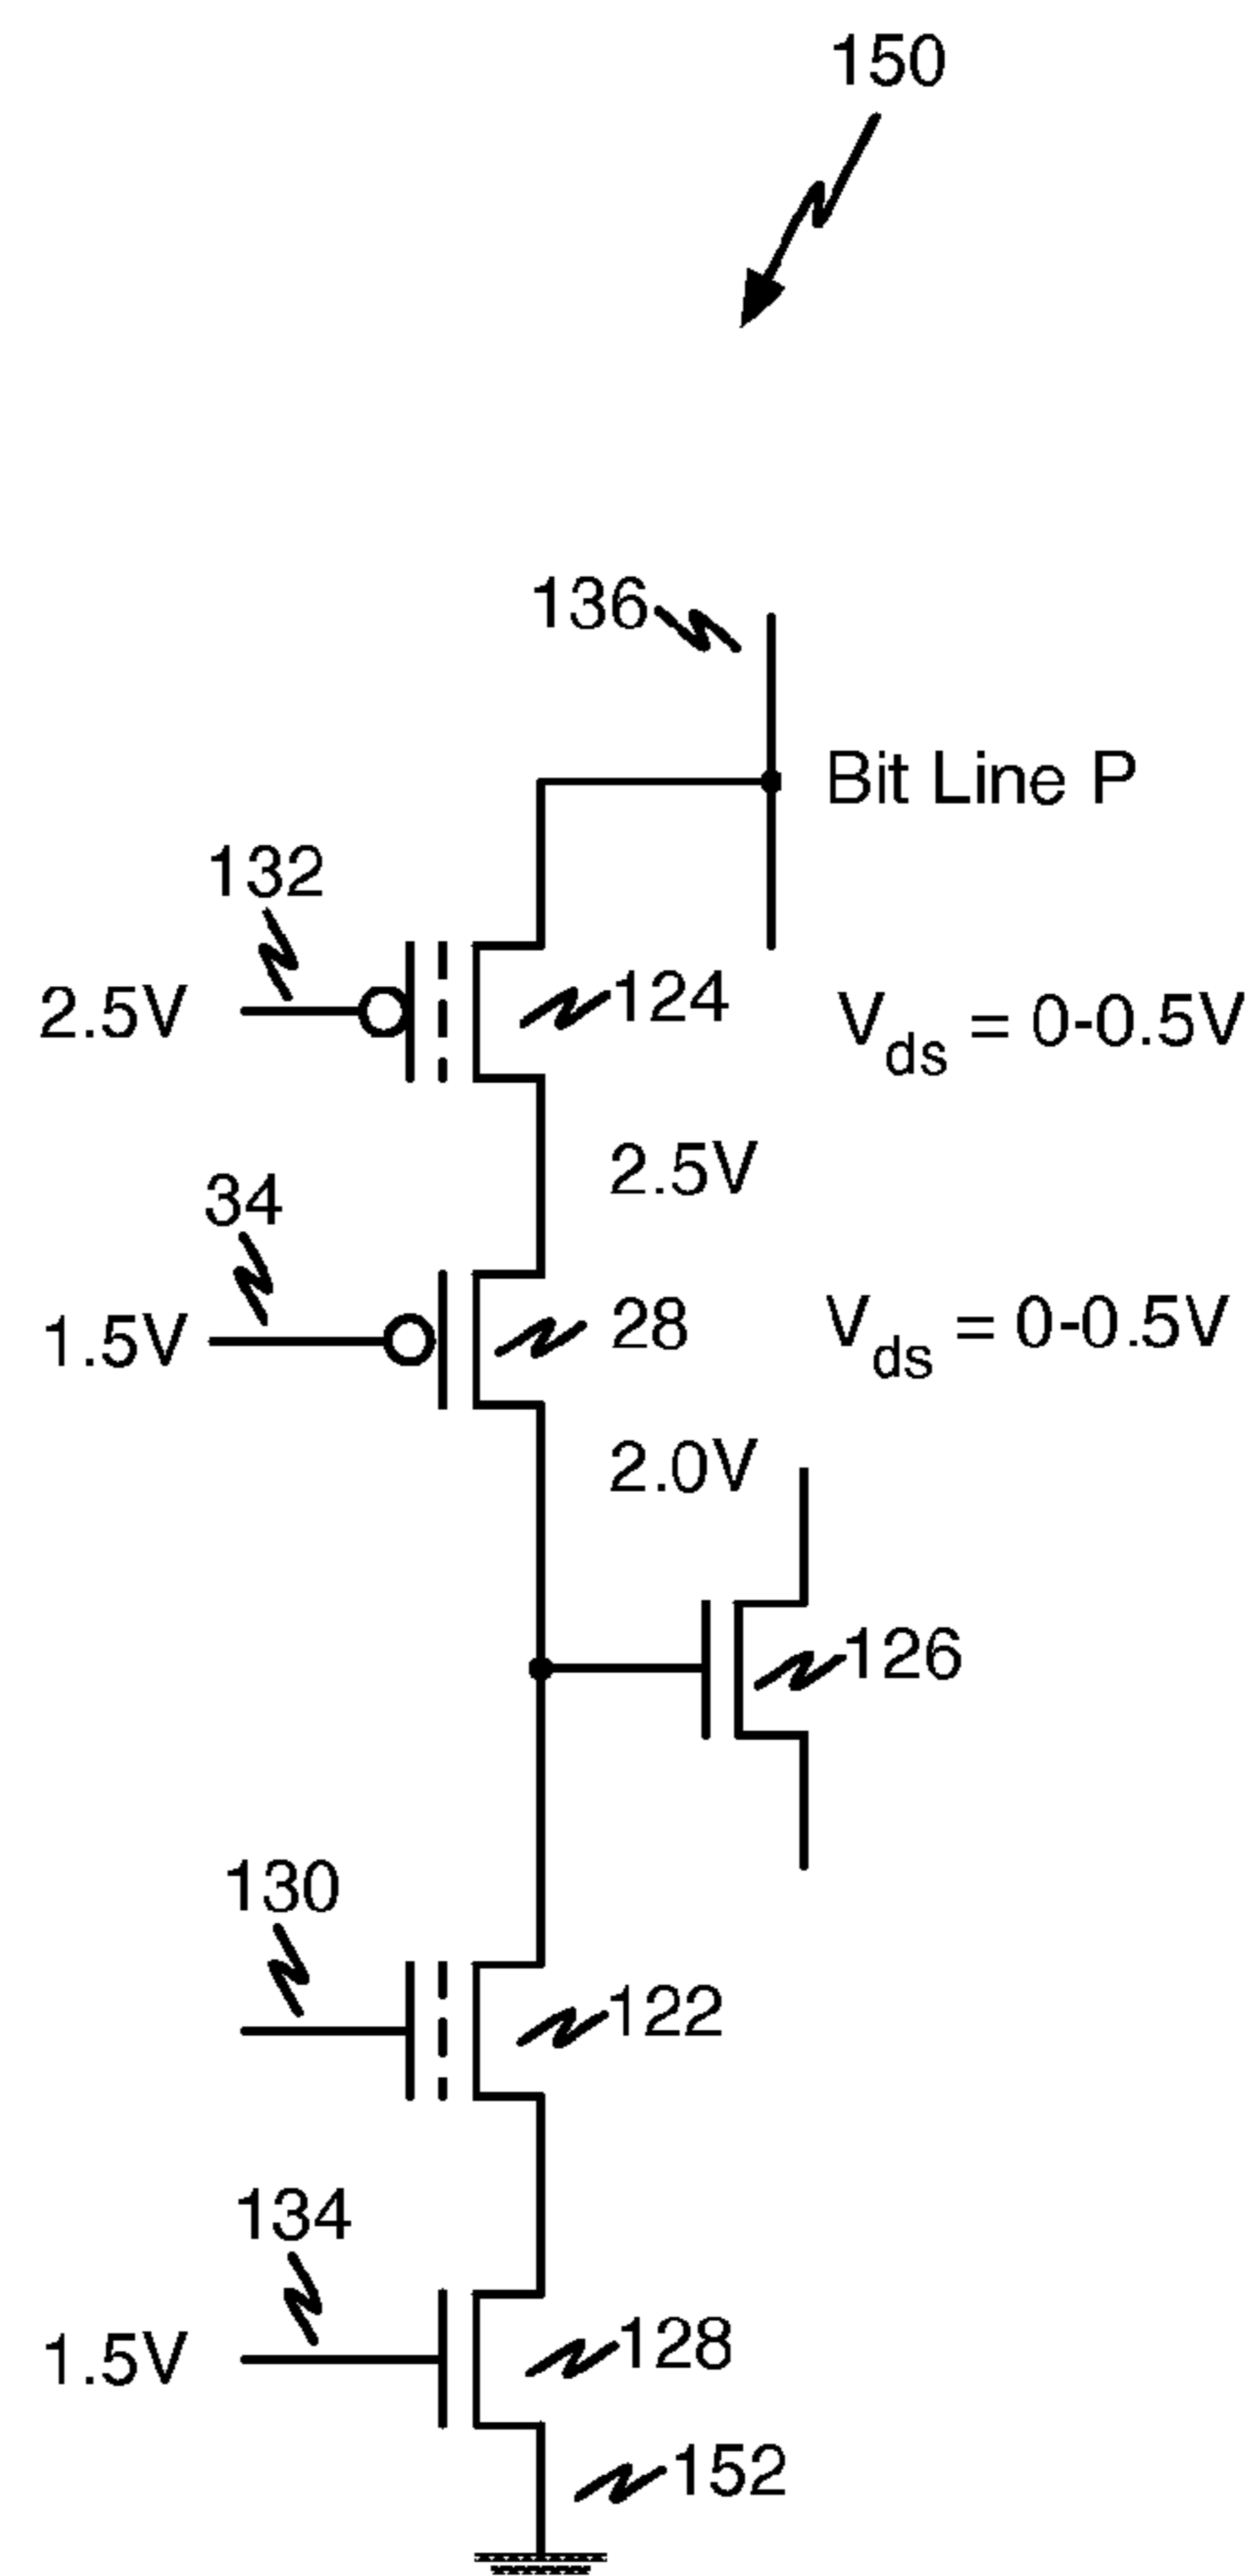 150
136
Bit Line P
132
2.5V
124
Vds = 0-0.5V
2.5V
34
1.5V
28
Vds = 0-0.5V
2.0V
126
130
122
134
1.5V
128
152